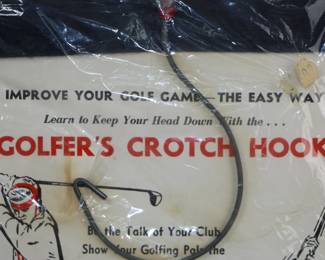 IMPROVE YOUR GOLF GAME—THE EASY WAY
Learn to Keep Your Head Down With the . . .
GOLFER'S CROTCH HOOK
Be the Talk of Your Club
Show Your Golfing Pals the